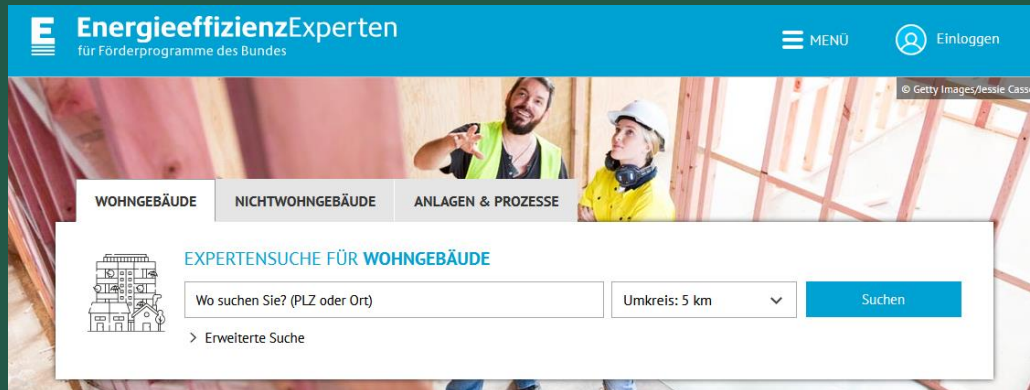 EnergieeffizienzExperten
für Förderprogramme des Bundes
MENÜ
Einloggen
© Getty Images/Jessie Casso
WOHNGEBÄUDE
NICHTWOHNGEBÄUDE
ANLAGEN & PROZESSE
EXPERTENSUCHE FÜR WOHNGEBÄUDE
Wo suchen Sie? (PLZ oder Ort)
Umkreis: 5 km
Suchen
> Erweiterte Suche